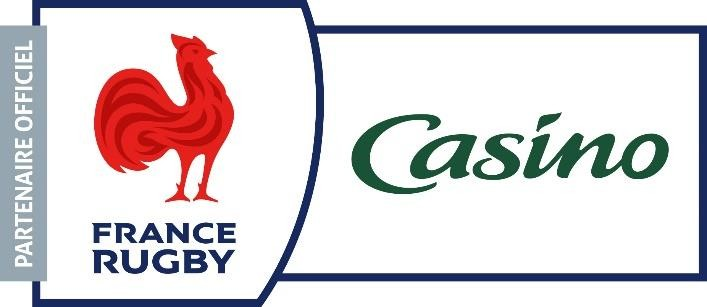 PARTENAIRE OFFICIEL
FRANCE
RUGBY
Casino